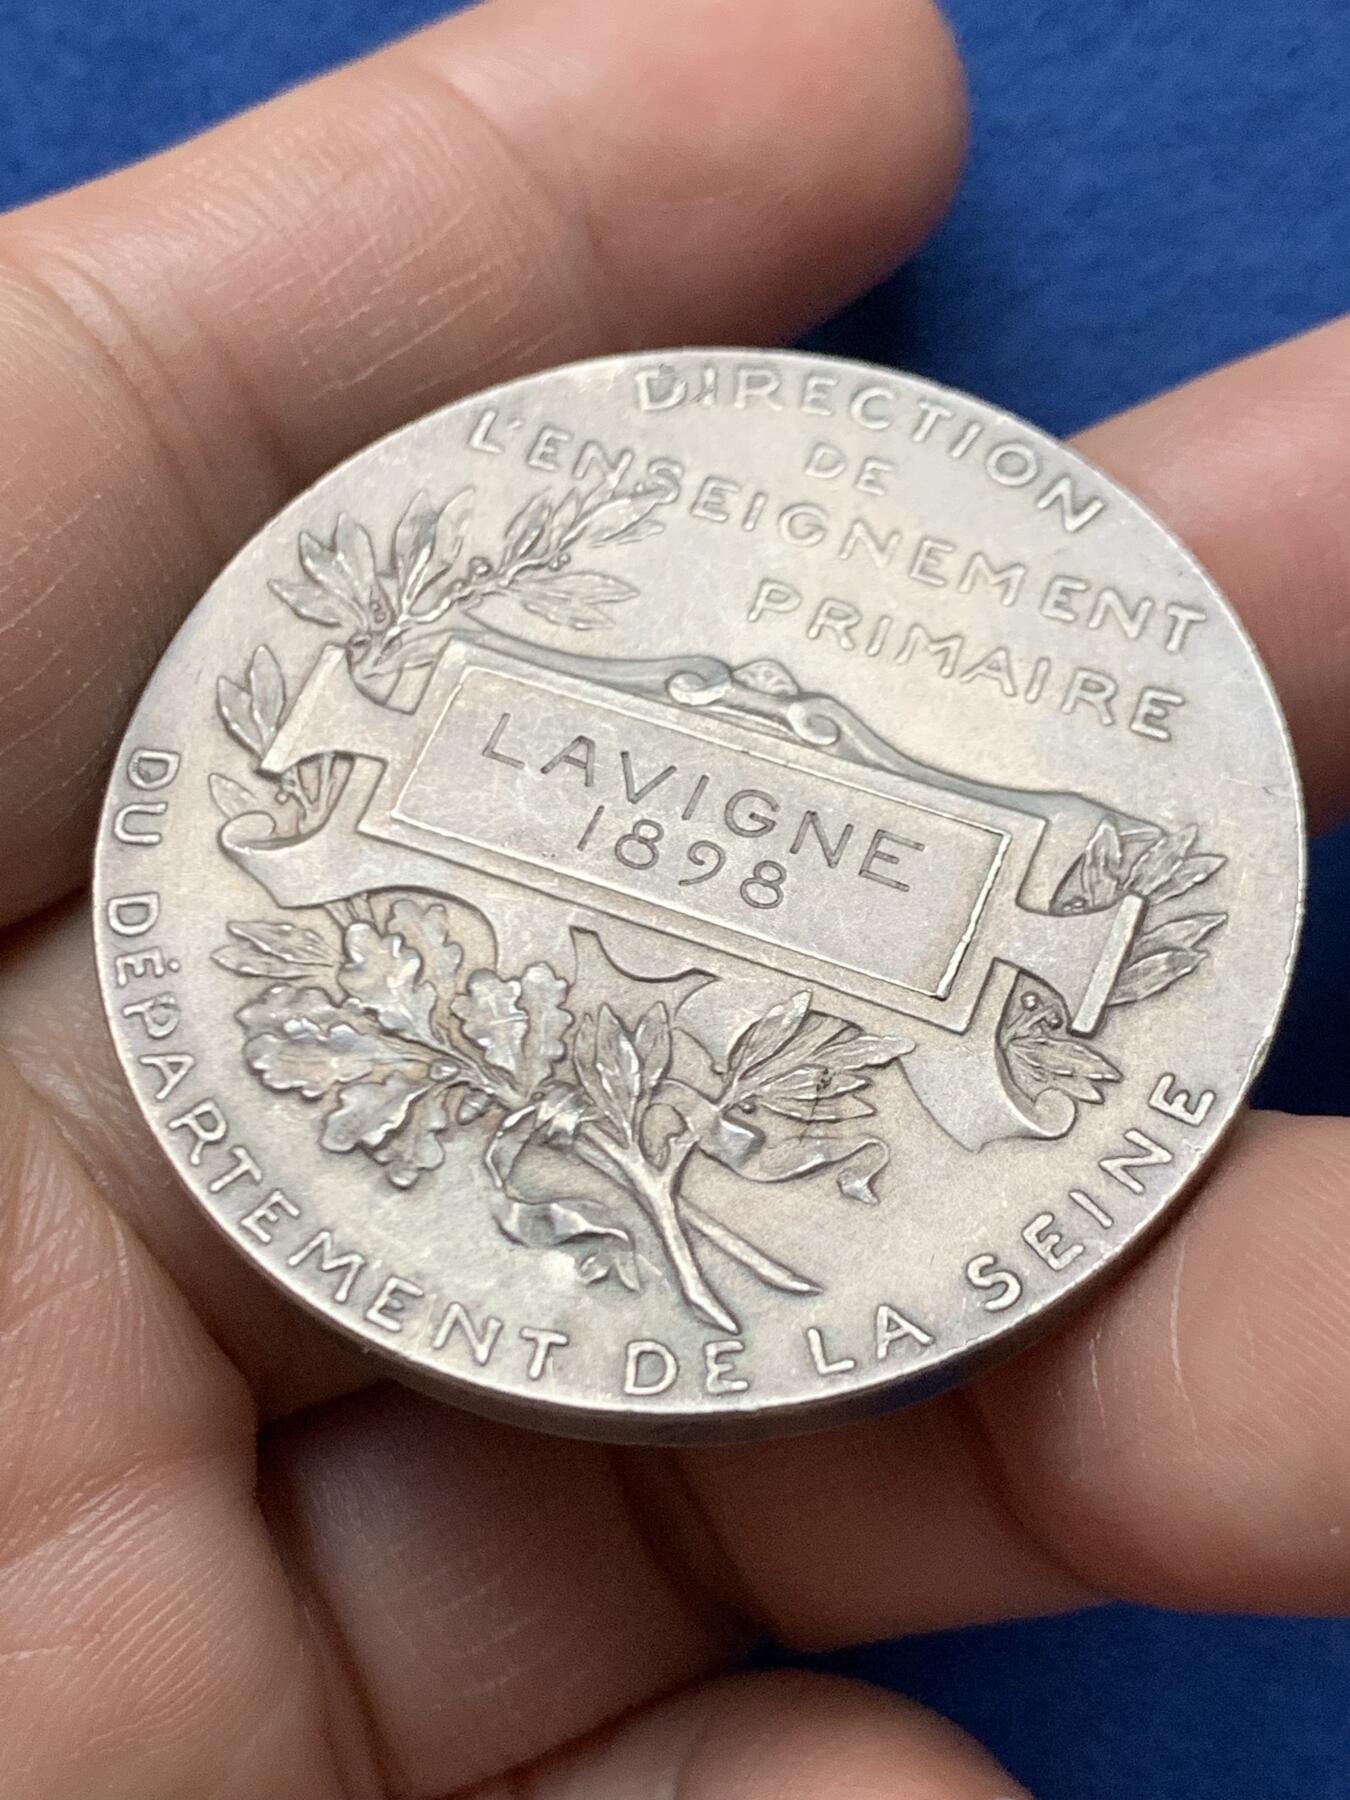 DIRECTION
DE
L'ENSEIGNEMENT
PRIMAIRE
LAVIGNE
1898
DU DÉPARTEMENT DE LA SEINE